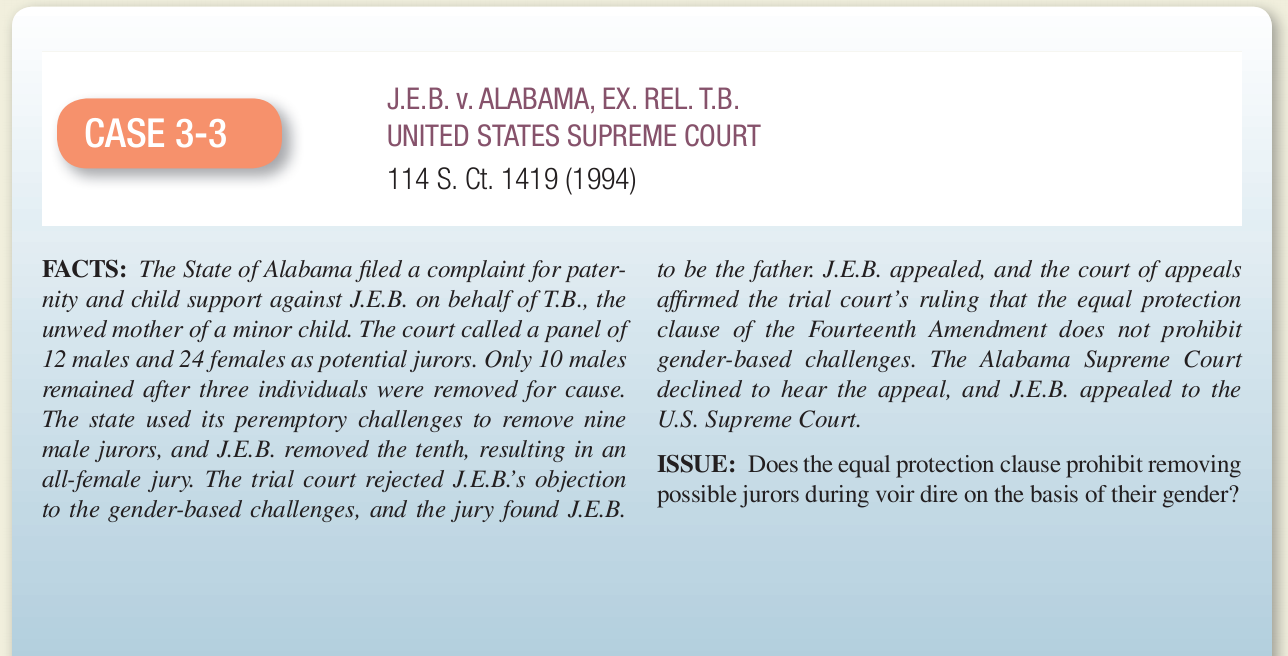 CASE 3-3
J.E.B. v. ALABAMA, EX. REL. T.B.
UNITED STATES SUPREME COURT
114 S. Ct. 1419 (1994)
FACTS: The State of Alabama filed a complaint for pater-
nity and child support against J.E.B. on behalf of T.B., the
unwed mother of a minor child. The court called a panel of
12 males and 24 females as potential jurors. Only 10 males
remained after three individuals were removed for cause.
The state used its peremptory challenges to remove nine
male jurors, and J.E.B. removed the tenth, resulting in an
all-female jury. The trial court rejected J.E.B.'s objection
to the gender-based challenges, and the jury found J.E.B.
to be the father. J.E.B. appealed, and the court of appeals
affirmed the trial court's ruling that the equal protection
clause of the Fourteenth Amendment does not prohibit
gender-based challenges. The Alabama Supreme Court
declined to hear the appeal, and J.E.B. appealed to the
U.S. Supreme Court.
ISSUE: Does the equal protection clause prohibit removing
possible jurors during voir dire on the basis of their gender?